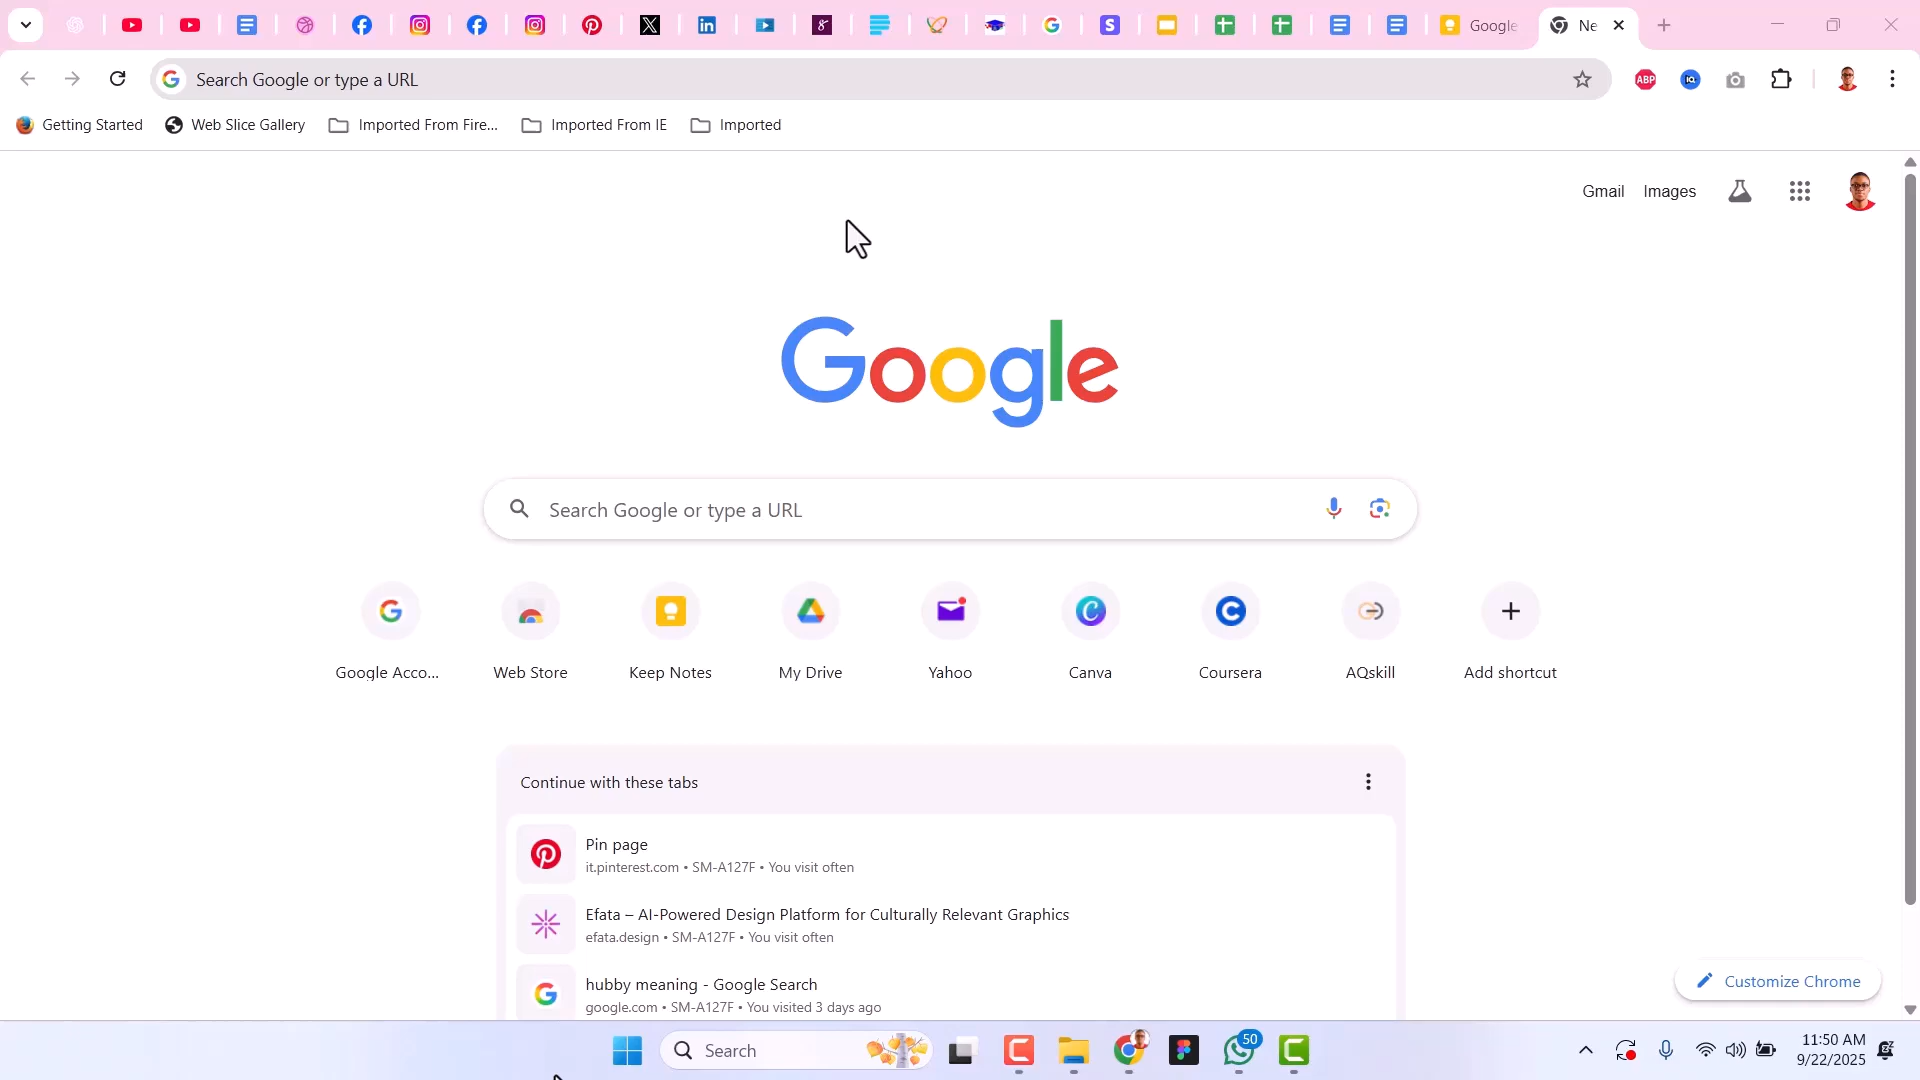 Google
Ne
Search Google or type a URL
ABP
IQ
Getting Started
Web Slice Gallery
Imported From Fire...
Imported From IE
Imported
Gmail
Images
Google
Search Google or type a URL
Google Acco...
Web Store
Keep Notes
My Drive
Yahoo
Canva
Coursera
AQskill
Add shortcut
Continue with these tabs
Pin page
it.pinterest.com • SM-A127F • You visit often
Efata – AI-Powered Design Platform for Culturally Relevant Graphics
efata.design • SM-A127F • You visit often
hubby meaning - Google Search
google.com • SM-A127F • You visited 3 days ago
Customize Chrome
Search
50
11:50 AM
9/22/2025